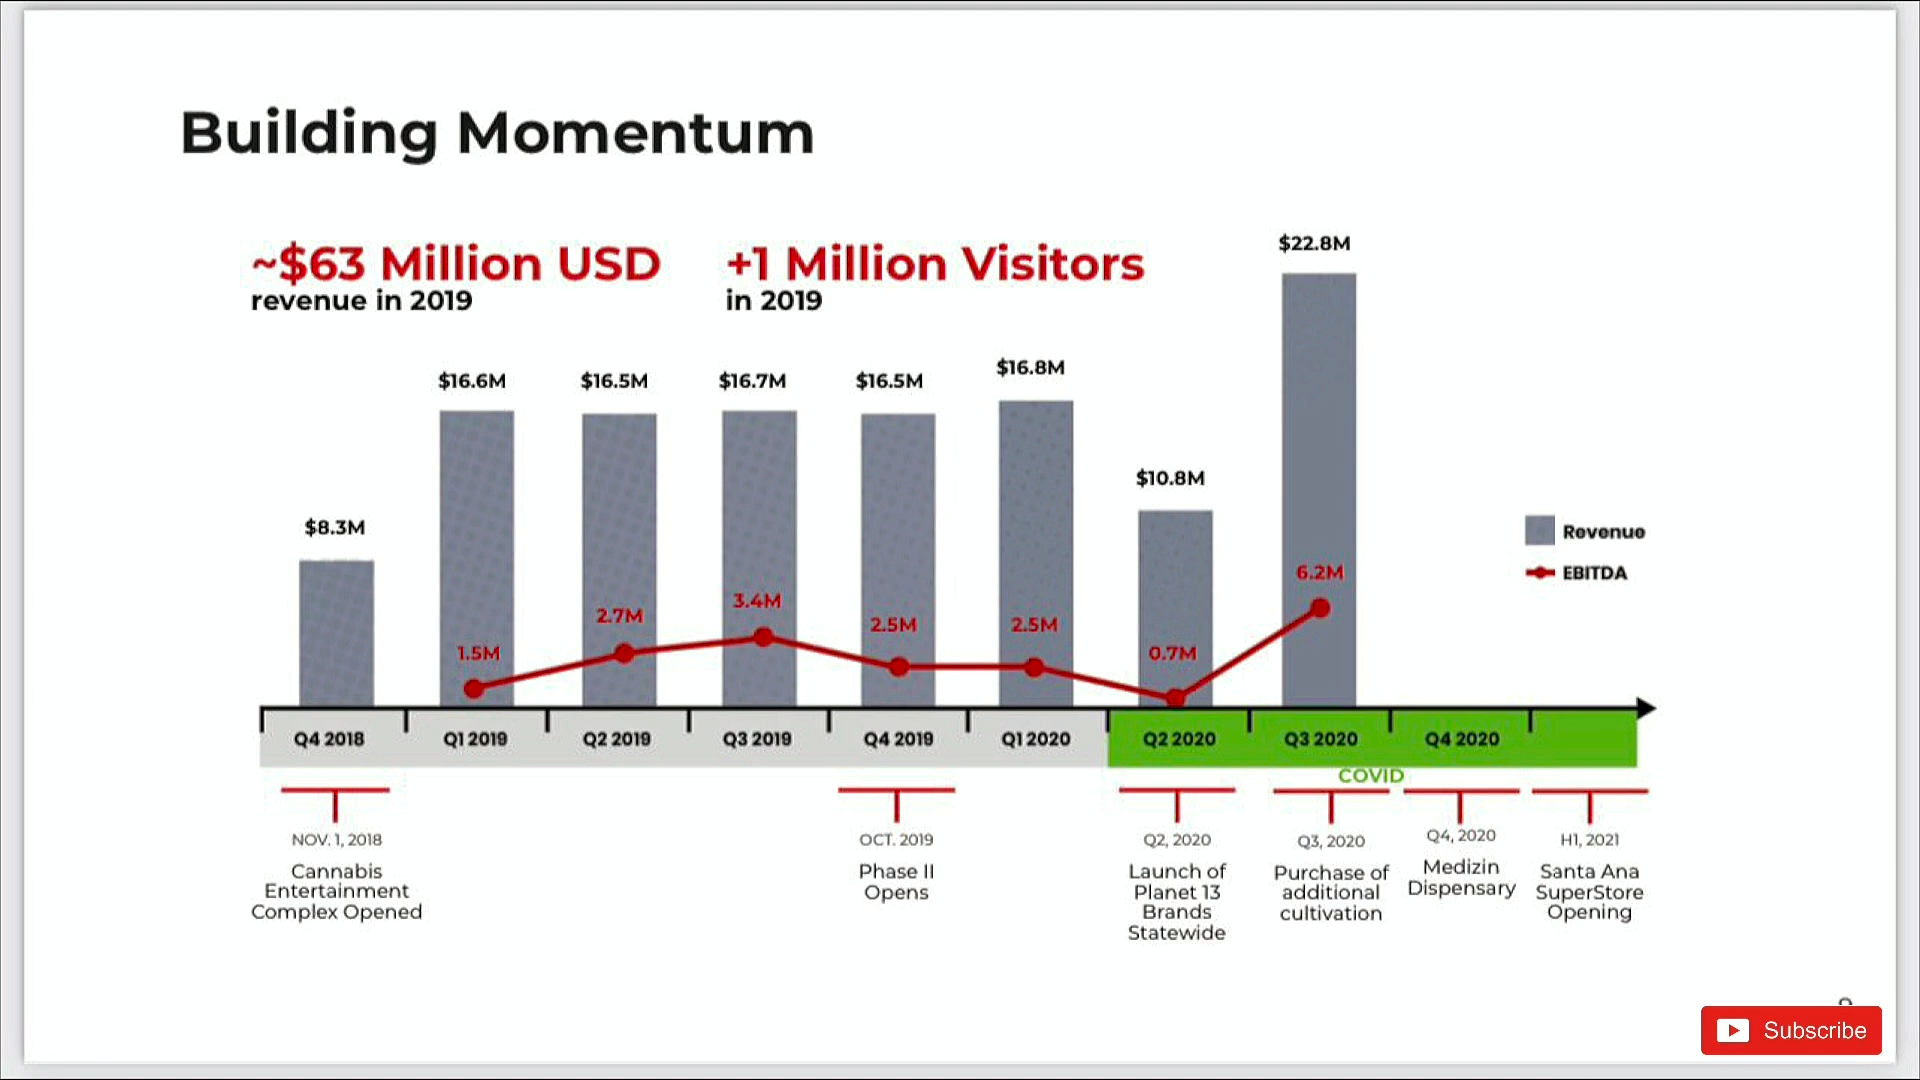 Building Momentum
~$63 Million USD
revenue in 2019
+1 Million Visitors
in 2019
$8.3M
$16.6M
$16.5M
$16.7M
$16.5M
$16.8M
$10.8M
$22.8M
1.5M
2.7M
3.4M
2.5M
2.5M
0.7M
6.2M
Revenue
EBITDA
Q4 2018
Q1 2019
Q2 2019
Q3 2019
Q4 2019
Q1 2020
Q2 2020
Q3 2020
Q4 2020
COVID
NOV. 1, 2018
Cannabis
Entertainment
Complex Opened
OCT. 2019
Phase II
Opens
Q2, 2020
Launch of
Planet 13
Brands
Statewide
Q3, 2020
Purchase of
additional
cultivation
Q4, 2020
Medizin
Dispensary
H1, 2021
Santa Ana
SuperStore
Opening
Subscribe